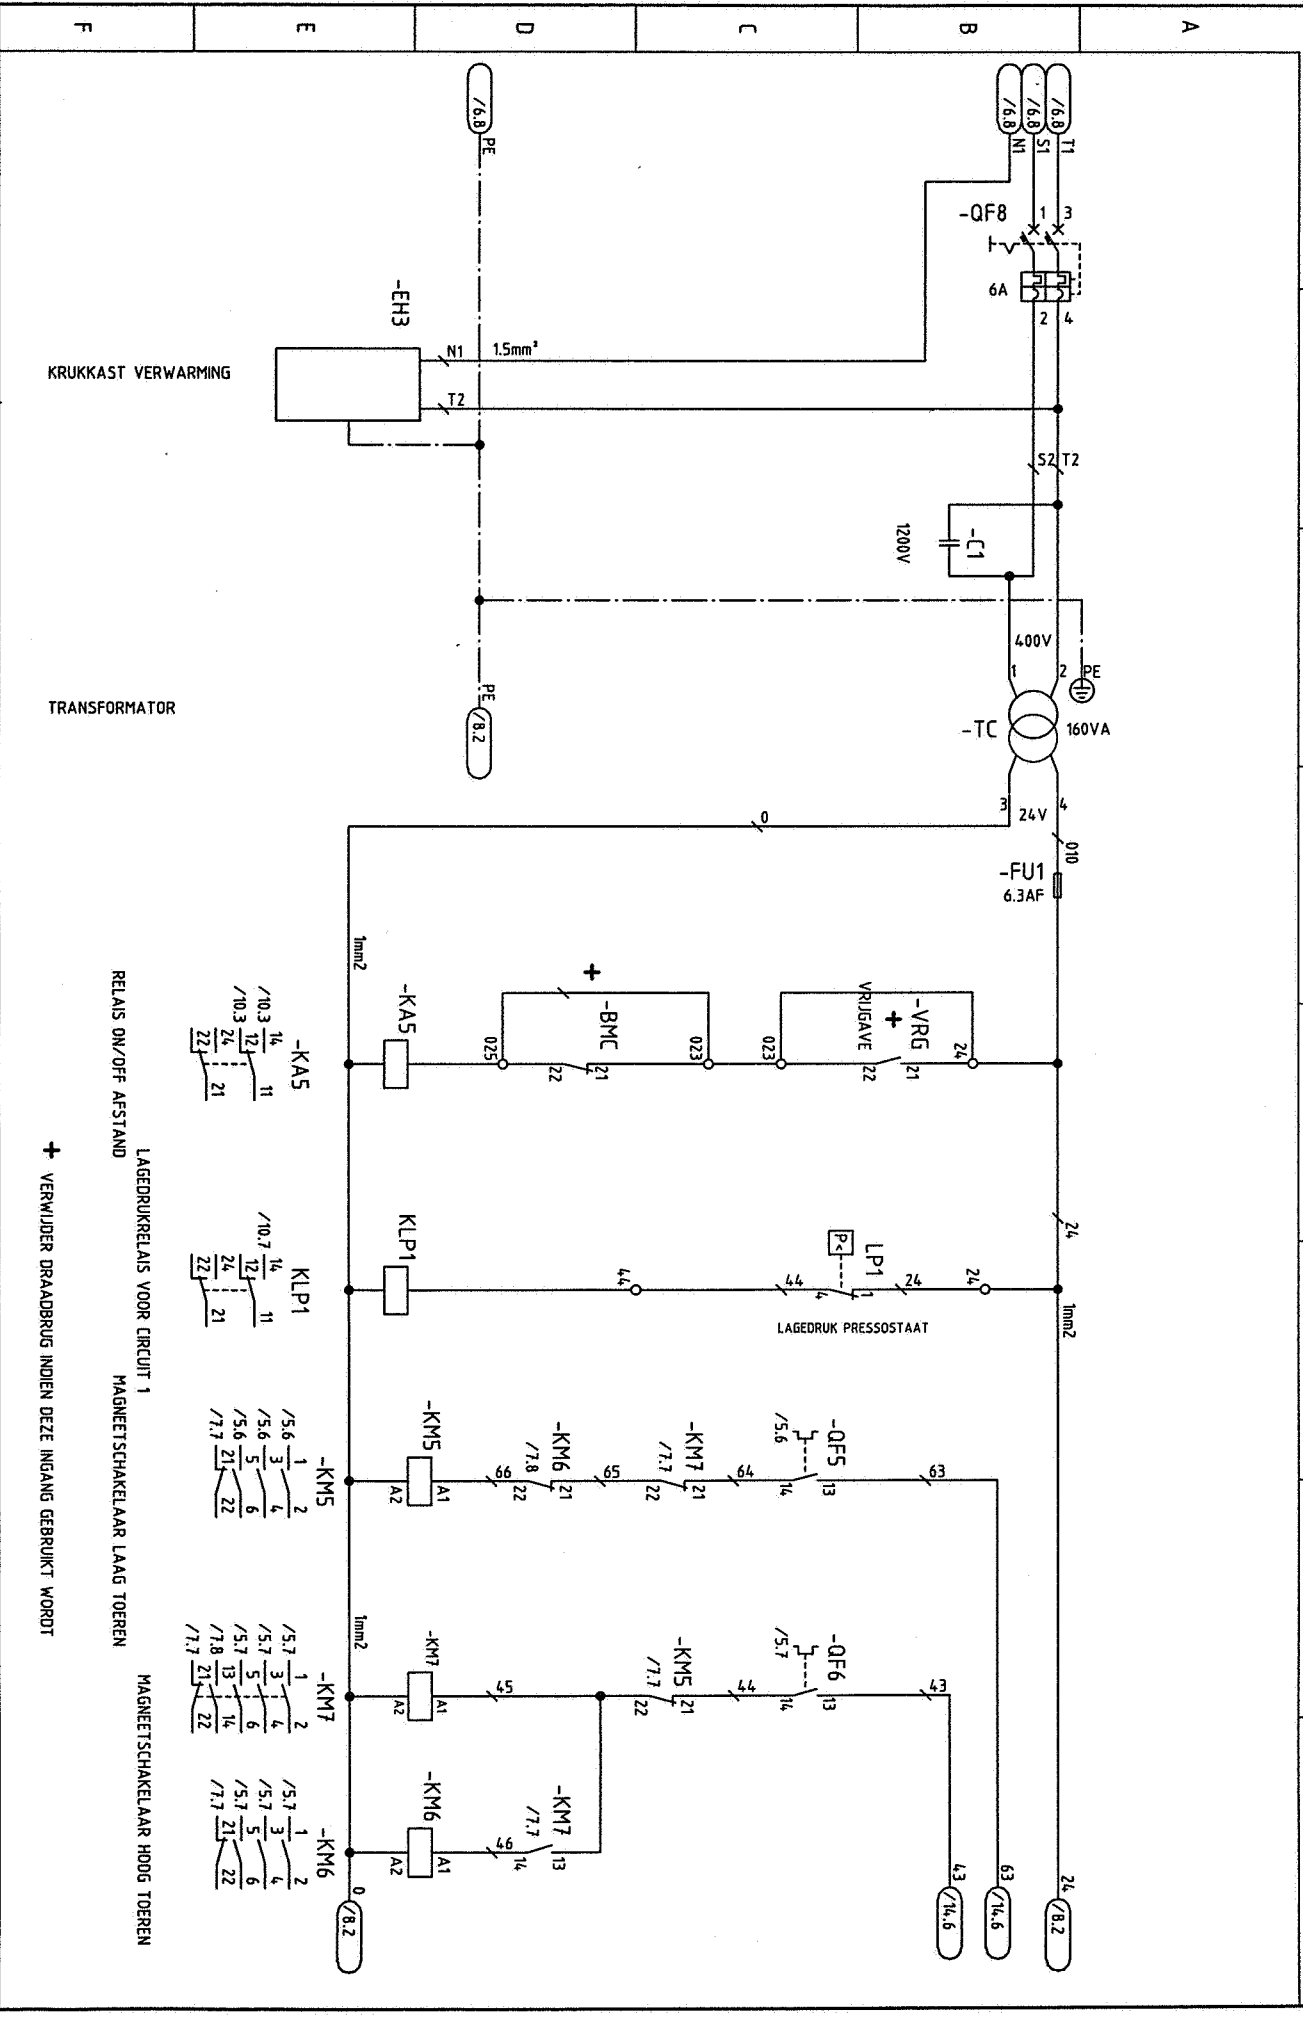 A
B
C
D
E
F
/6.8
/6.8
/6.8
T1
S1
N1
/6.8
PE
-QF8
1
3
6A
2
4
-EH3
N1
1.5mm²
T2
KRUKKAST VERWARMING
S2
T2
-C1
1200V
400V
1
2
PE
-TC
160VA
3
24V
4
PE
/8.2
TRANSFORMATOR
0
010
-FU1
6.3AF
1mm2
-VRG
+
VRIJGAVE
24
21
22
023
023
-BMC
+
21
22
025
-KA5
-KA5
14
/10.3
12
/10.3
11
24
22
21
RELAIS ON/OFF AFSTAND
24
1mm2
24
24
LP1
P<
1
4
44
LAGEDRUK PRESSOSTAAT
44
KLP1
KLP1
14
/10.7
12
11
24
22
21
LAGEDRUKRELAIS VOOR CIRCUIT 1
63
-QF5
/5.6
13
14
64
-KM7
/7.7
21
22
65
-KM6
/7.8
21
22
66
-KM5
A1
A2
-KM5
/5.6 1 2
/5.6 3 4
/5.6 5 6
/7.7 21 22
MAGNEETSCHAKELAAR LAAG TOEREN
43
-QF6
/5.7
13
14
44
-KM5
/7.7
21
22
45
-KM7
A1
A2
1mm2
-KM7
/5.7 1 2
/5.7 3 4
/5.7 5 6
/7.8 13 14
/7.7 21 22
-KM7
/7.7
13
14
46
-KM6
A1
A2
-KM6
/5.7 1 2
/5.7 3 4
/5.7 5 6
/7.7 21 22
MAGNEETSCHAKELAAR HOOG TOEREN
24
/8.2
63
/14.6
43
/14.6
0
/8.2
+ VERWIJDER DRAADBRUG INDIEN DEZE INGANG GEBRUIKT WORDT